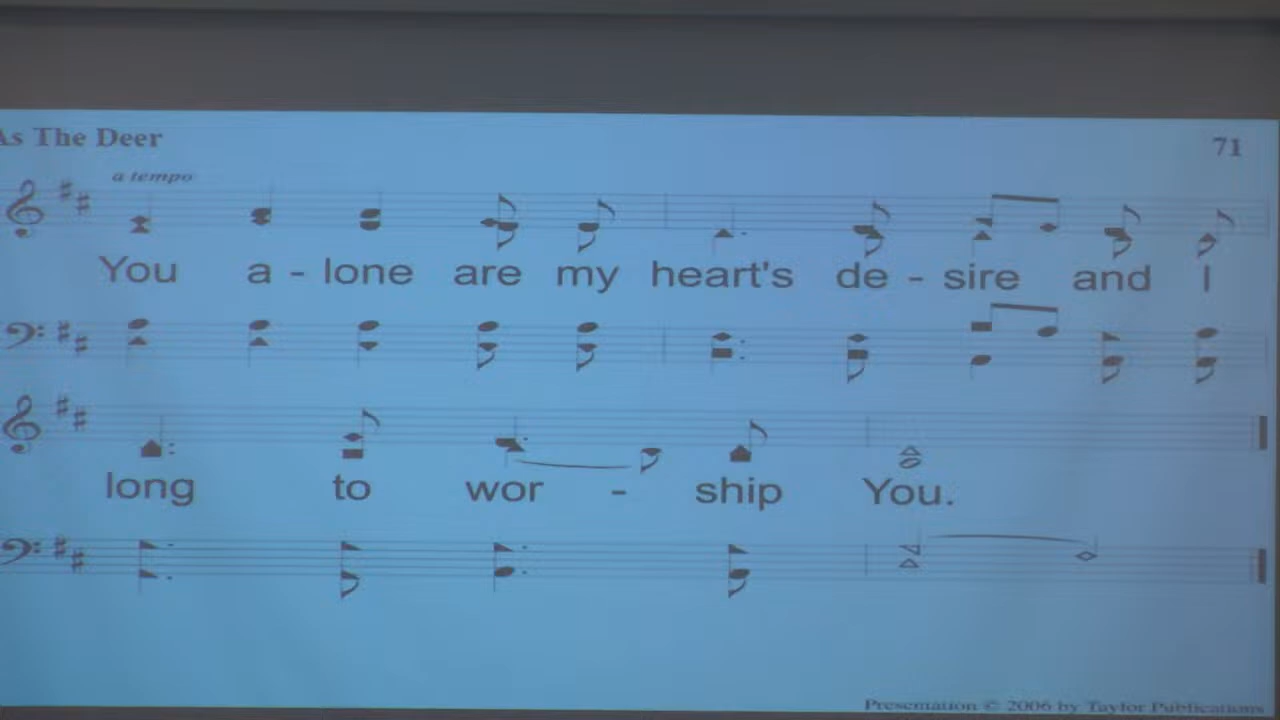 As The Deer
71
a tempo
You a - lone are my heart's de - sire and I
long to wor - ship You.
Presentation © 2006 by Taylor Publications